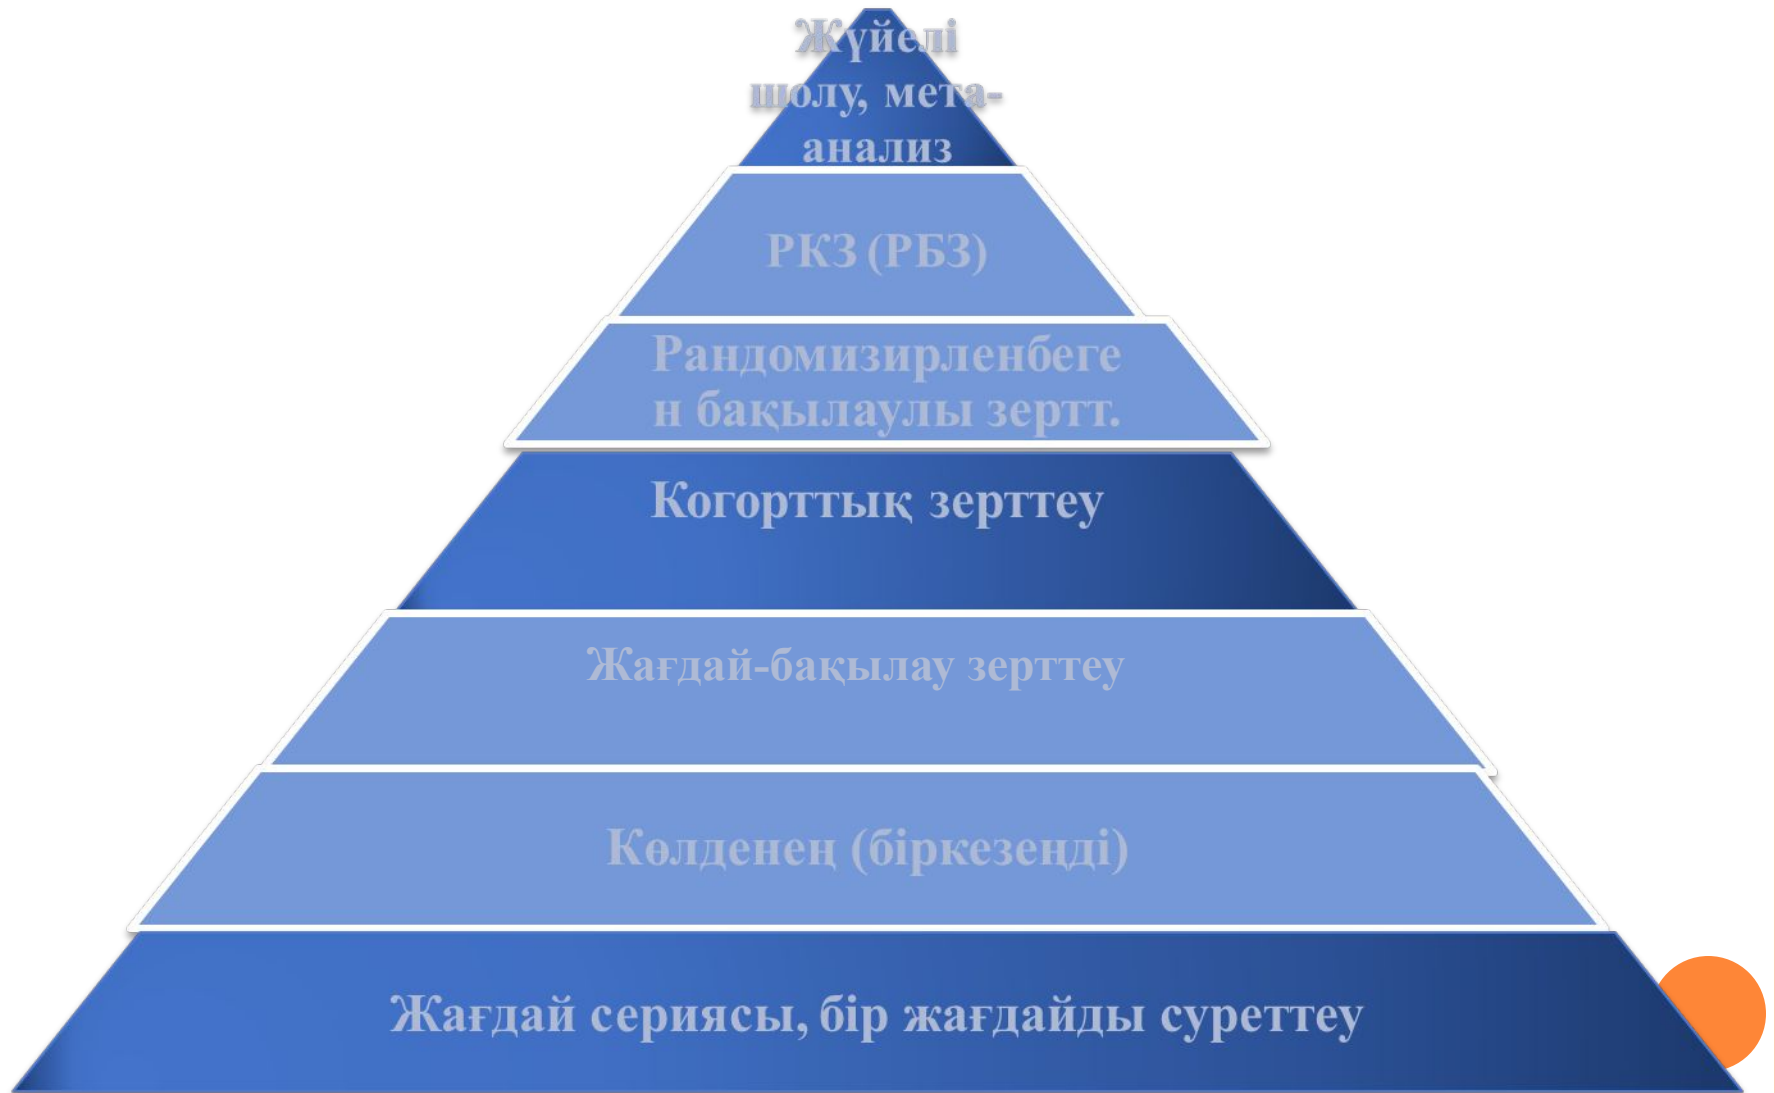 Жүйелі
шолу, мета-
анализ
РКЗ (РБЗ)
Рандомизирленбеге
н бақылаулы зертт.
Когорттық зерттеу
Жағдай-бақылау зерттеу
Көлденең (біркезеңді)
Жағдай сериясы, бір жағдайды суреттеу